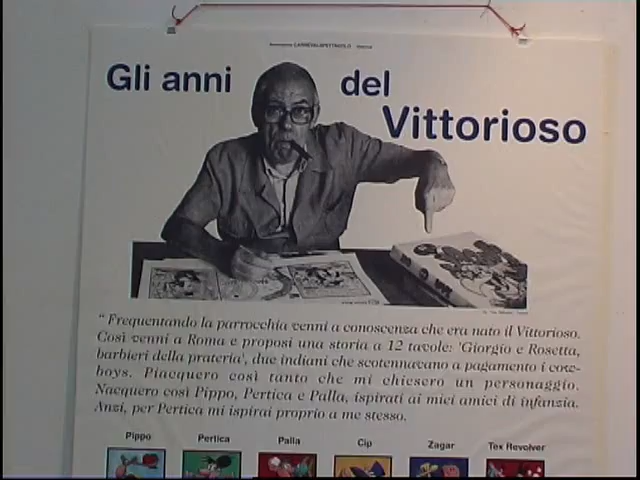 Gli anni del
Vittorioso
“Frequentando la parrocchia venni a conoscenza che era nato il Vittorioso.
Così venni a Roma e proposi una storia a 12 tavole: 'Giorgio e Rosetta,
barbieri della prateria', due indiani che scotennavano a pagamento i cow-
boys. Piacquero così tanto che mi chiesero un personaggio.
Nacquero così Pippo, Pertica e Palla, ispirati ai miei amici di infanzia.
Anzi, per Pertica mi ispirai proprio a me stesso.
Pippo Pertica Palla Cip Zagar Tex Revolver